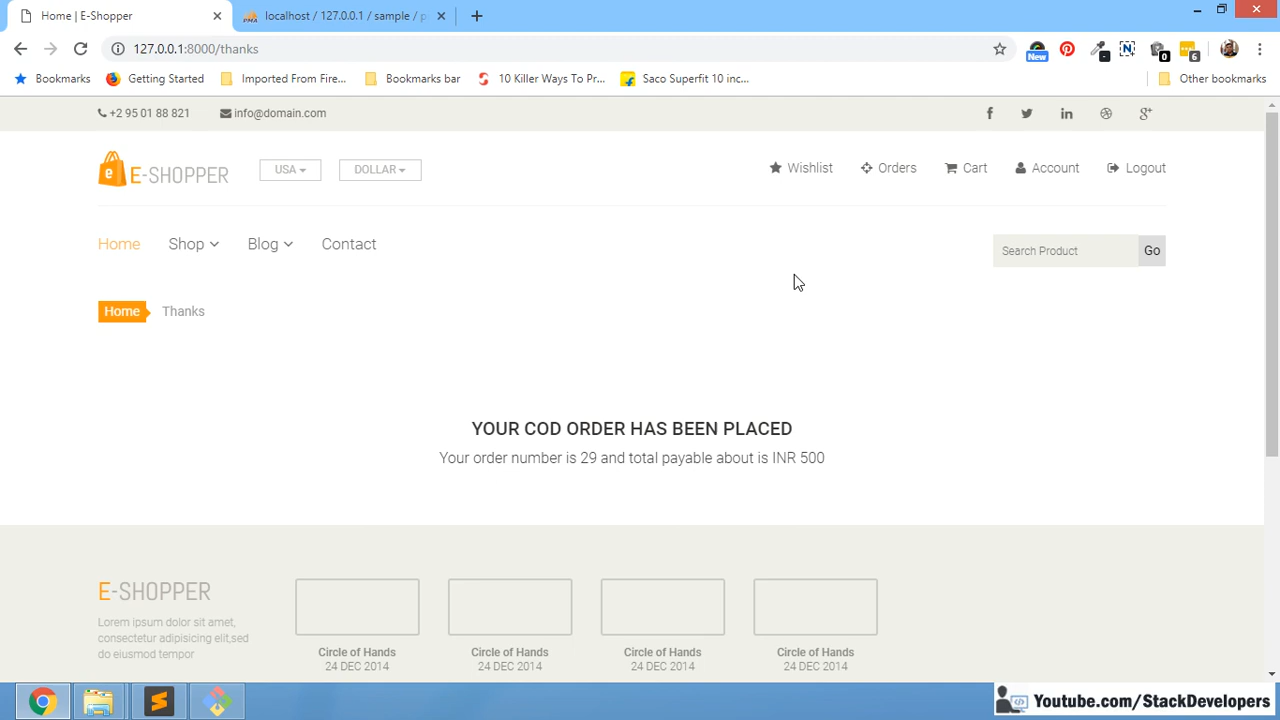 Home | E-Shopper
localhost / 127.0.0.1 / sample / p
127.0.0.1:8000/thanks
New
0
6
Bookmarks
Getting Started
Imported From Fire...
Bookmarks bar
10 Killer Ways To Pr...
Saco Superfit 10 inc...
Other bookmarks
+2 95 01 88 821
info@domain.com
E-SHOPPER
USA
DOLLAR
Wishlist
Orders
Cart
Account
Logout
Home
Shop
Blog
Contact
Search Product
Go
Home
Thanks
YOUR COD ORDER HAS BEEN PLACED
Your order number is 29 and total payable about is INR 500
E-SHOPPER
Lorem ipsum dolor sit amet,
consectetur adipisicing elit,sed
do eiusmod tempor
Circle of Hands
24 DEC 2014
Circle of Hands
24 DEC 2014
Circle of Hands
24 DEC 2014
Circle of Hands
24 DEC 2014
Youtube.com/StackDevelopers